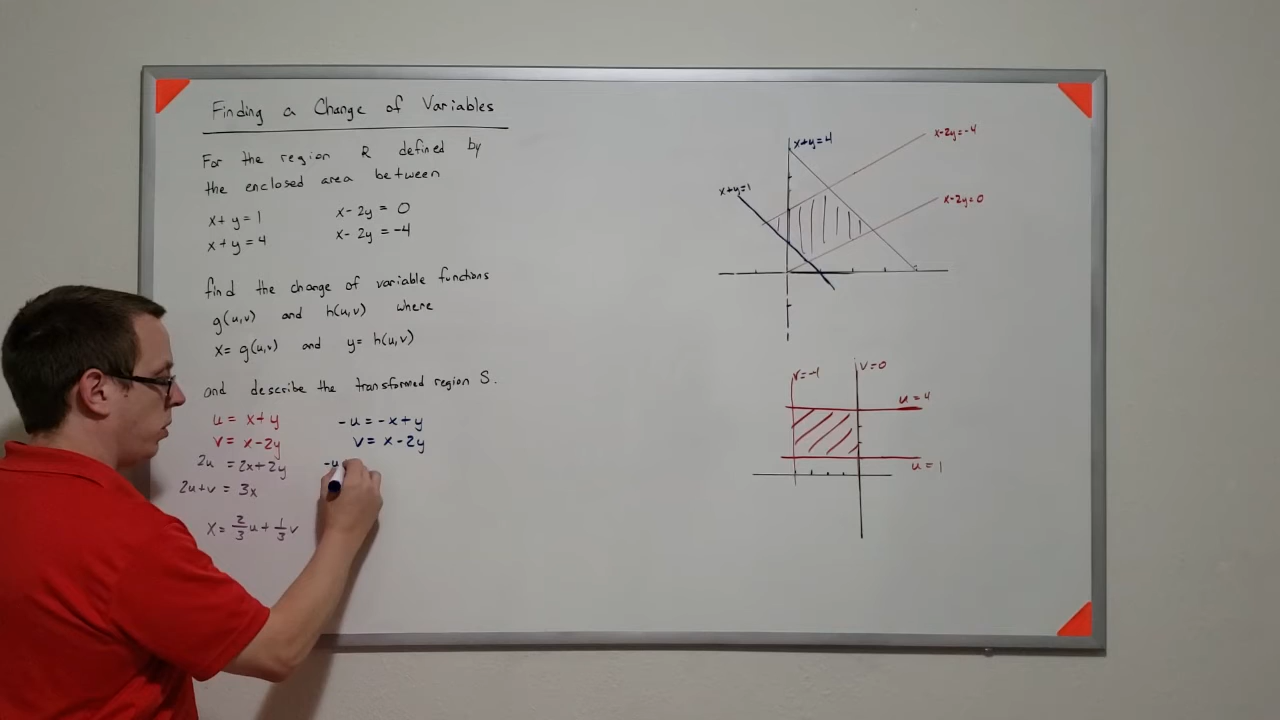 Finding a Change of Variables
For the region R defined by
the enclosed area between
x+y=1 x-2y = 0
x+y=4 x-2y = -4
find the change of variable functions
g(u,v) and h(u,v) where
x= g(u,v) and y= h(u,v)
and describe the transformed region S.
u = x+y -u = -x+y
v = x-2y v = x-2y
2u = 2x+2y -u
2u+v = 3x
x = 2/3 u + 1/3 v
x+y=4
x-2y=-4
x+y=1
x-2y=0
v=-1
v=0
u=4
u=1